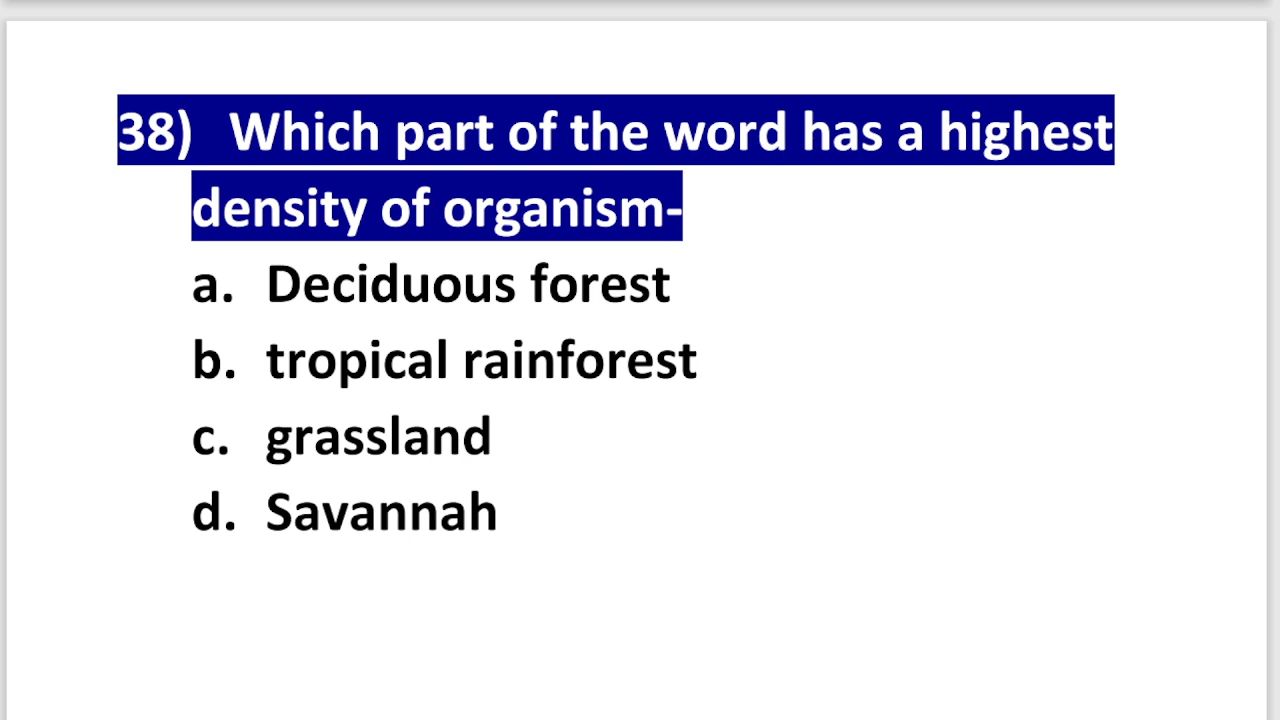 38) Which part of the word has a highest
density of organism-
a. Deciduous forest
b. tropical rainforest
c. grassland
d. Savannah